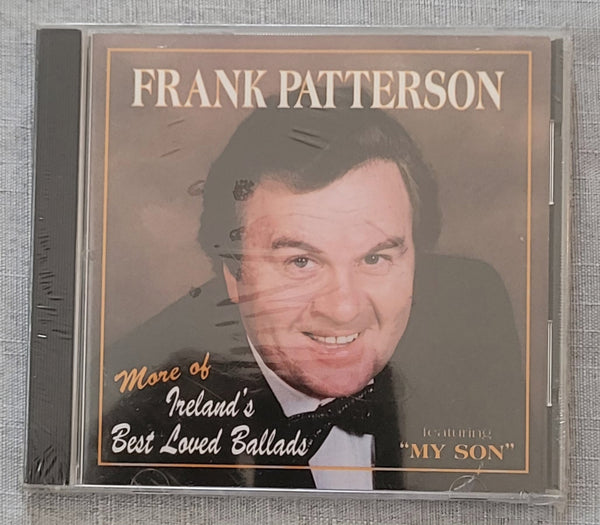 FRANK PATTERSON
More of
Ireland's
Best Loved Ballads
featuring
"MY SON"